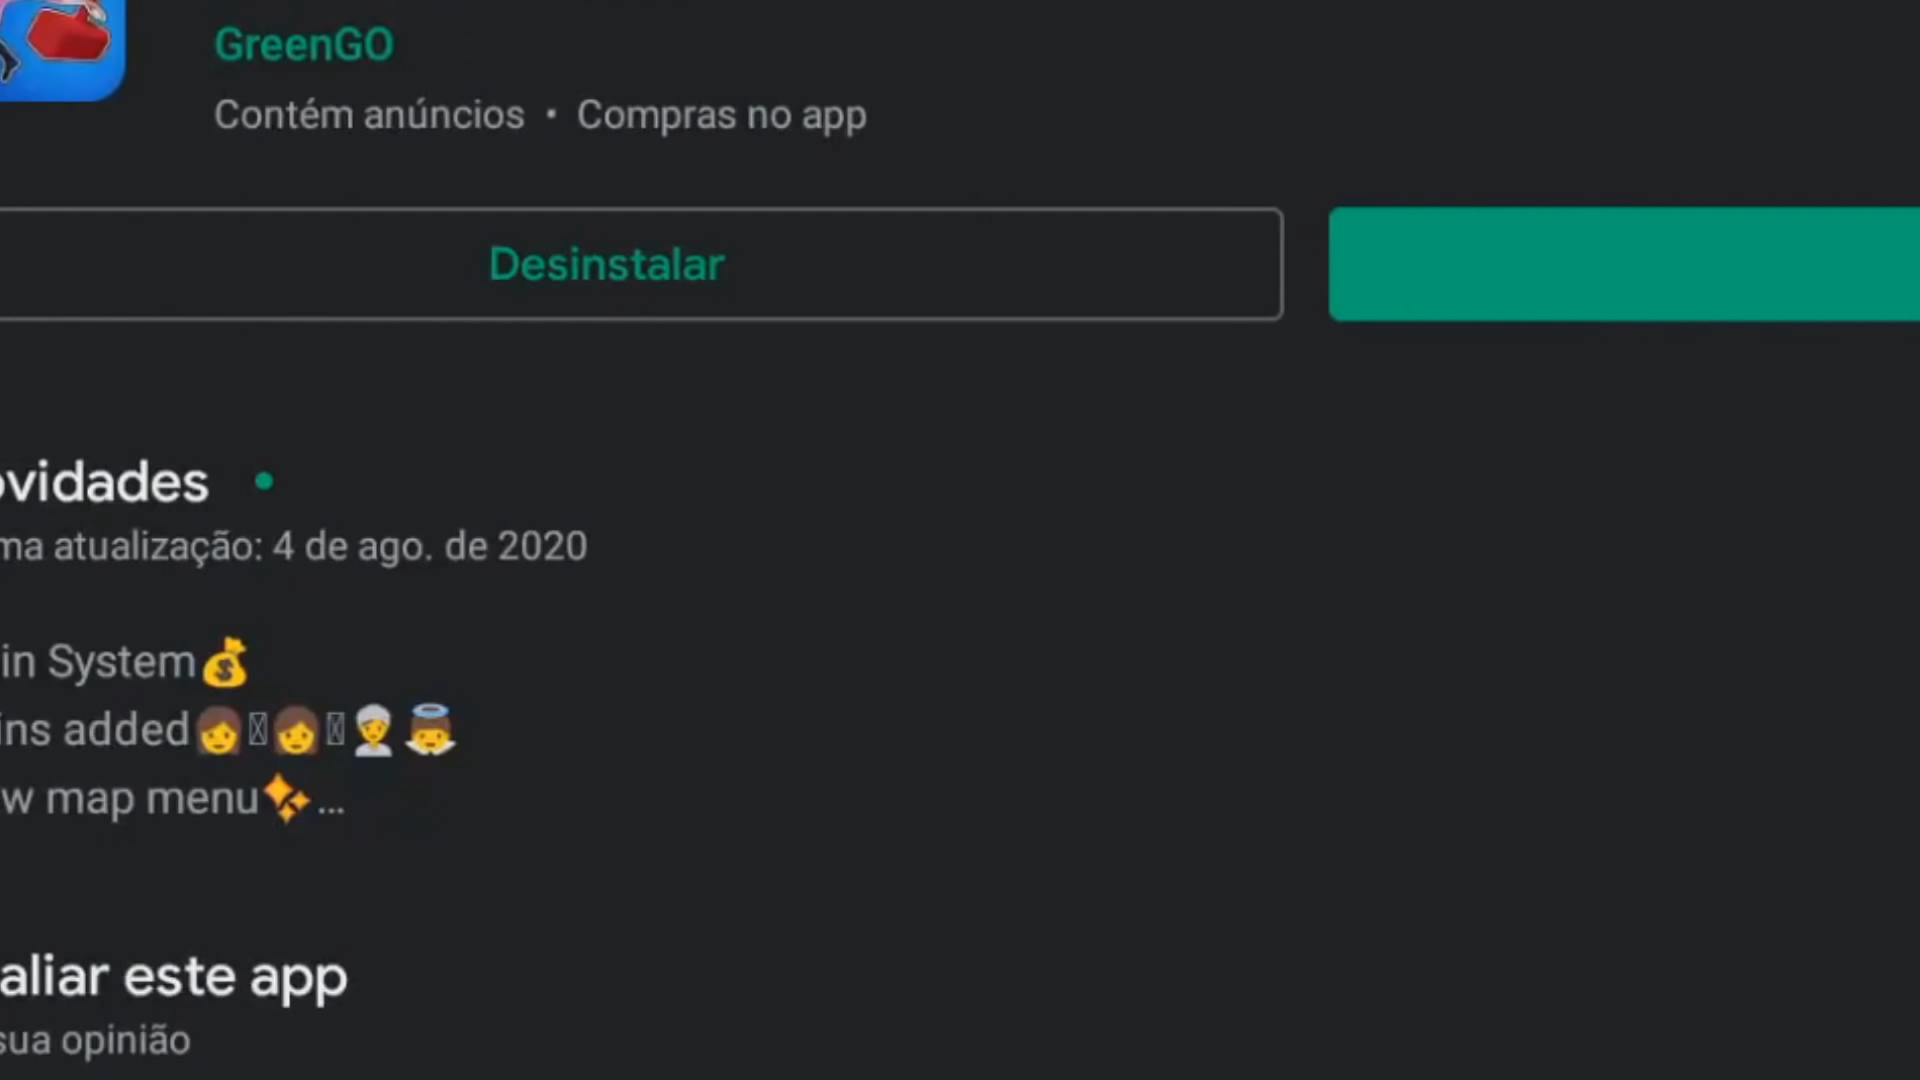 GreenGO
Contém anúncios • Compras no app
Desinstalar
ovidades •
ma atualização: 4 de ago. de 2020
in System💰
ins added👩👩👳👼
w map menu✨...
aliar este app
sua opinião